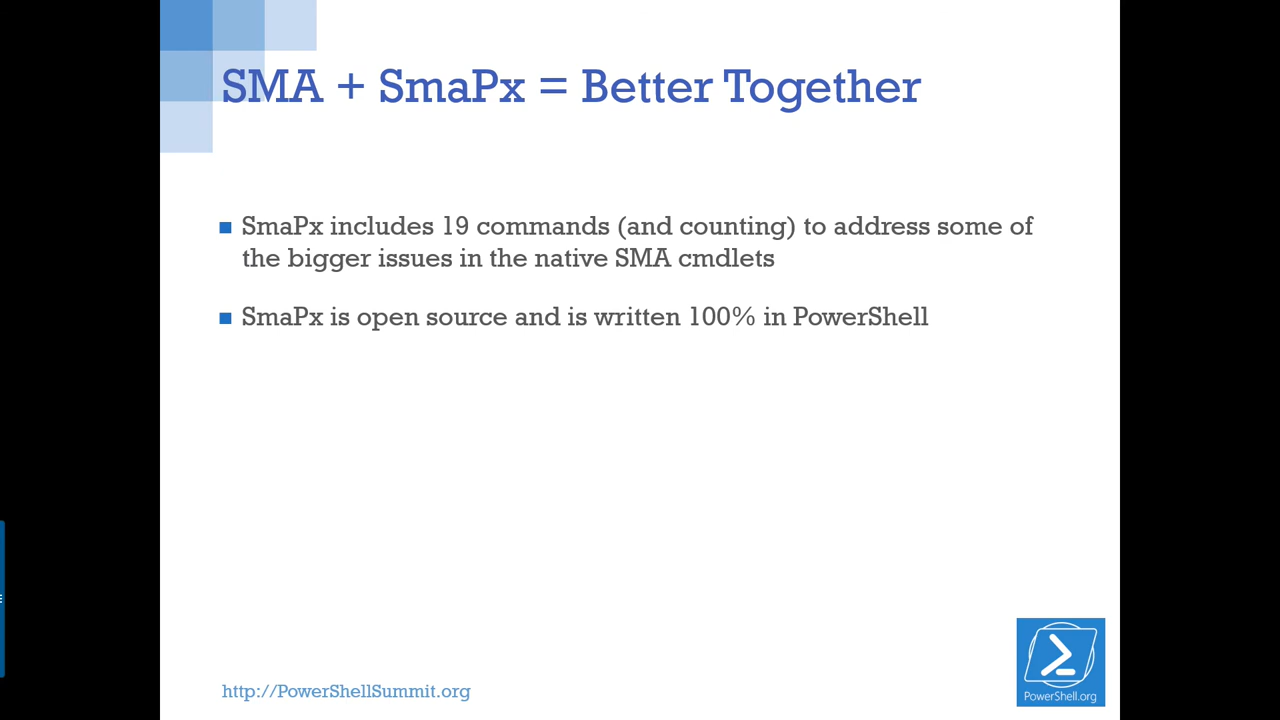 SMA + SmaPx = Better Together
SmaPx includes 19 commands (and counting) to address some of
the bigger issues in the native SMA cmdlets
SmaPx is open source and is written 100% in PowerShell
http://PowerShellSummit.org
PowerShell.org